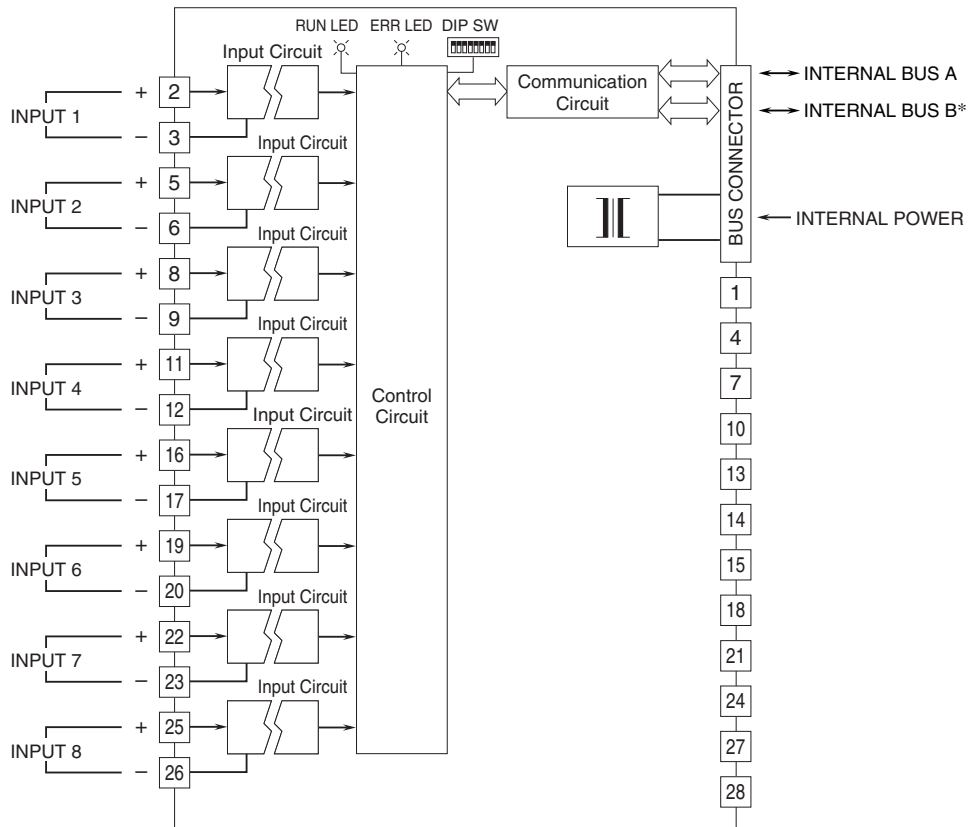 RUN LED ERR LED DIP SW
Input Circuit
INPUT 1
+ 2
− 3
Input Circuit
INPUT 2
+ 5
− 6
Input Circuit
INPUT 3
+ 8
− 9
Input Circuit
INPUT 4
+ 11
− 12
Input Circuit
INPUT 5
+ 16
− 17
Input Circuit
INPUT 6
+ 19
− 20
Input Circuit
INPUT 7
+ 22
− 23
Input Circuit
INPUT 8
+ 25
− 26
Control
Circuit
Communication
Circuit
BUS CONNECTOR
INTERNAL BUS A
INTERNAL BUS B*
INTERNAL POWER
1
4
7
10
13
14
15
18
21
24
27
28